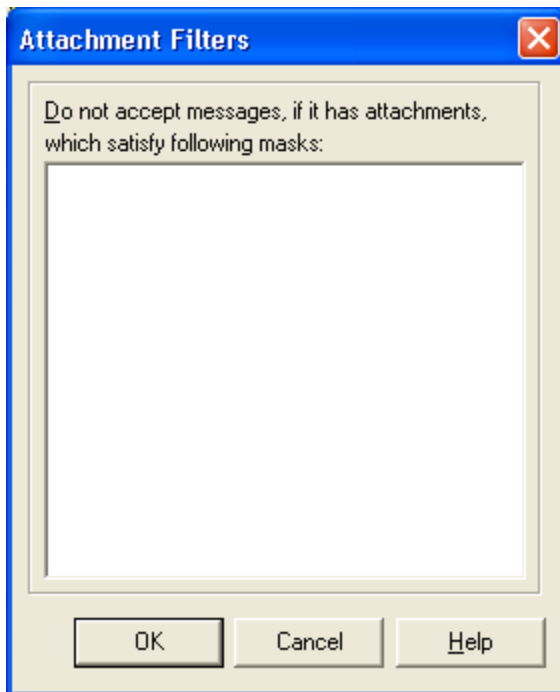 Attachment Filters
Do not accept messages, if it has attachments,
which satisfy following masks:
OK Cancel Help